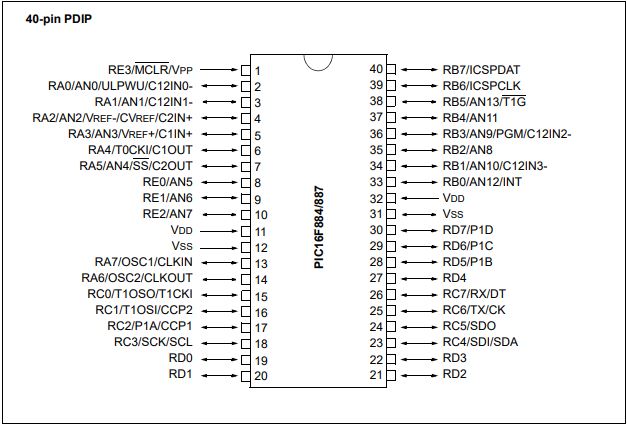 40-pin PDIP
RE3/MCLR/VPP 1
RA0/AN0/ULPWU/C12IN0- 2
RA1/AN1/C12IN1- 3
RA2/AN2/VREF-/CVREF/C2IN+ 4
RA3/AN3/VREF+/C1IN+ 5
RA4/T0CKI/C1OUT 6
RA5/AN4/SS/C2OUT 7
RE0/AN5 8
RE1/AN6 9
RE2/AN7 10
VDD 11
VSS 12
RA7/OSC1/CLKIN 13
RA6/OSC2/CLKOUT 14
RC0/T1OSO/T1CKI 15
RC1/T1OSI/CCP2 16
RC2/P1A/CCP1 17
RC3/SCK/SCL 18
RD0 19
RD1 20
PIC16F884/887
40 RB7/ICSPDAT
39 RB6/ICSPCLK
38 RB5/AN13/T1G
37 RB4/AN11
36 RB3/AN9/PGM/C12IN2-
35 RB2/AN8
34 RB1/AN10/C12IN3-
33 RB0/AN12/INT
32 VDD
31 VSS
30 RD7/P1D
29 RD6/P1C
28 RD5/P1B
27 RD4
26 RC7/RX/DT
25 RC6/TX/CK
24 RC5/SDO
23 RC4/SDI/SDA
22 RD3
21 RD2